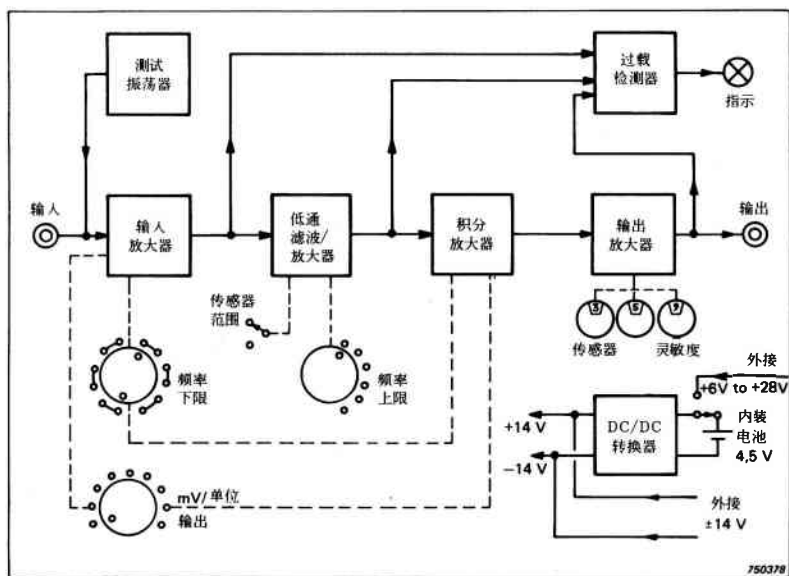 测试
振荡器
过载
检测器
指示
输入
输入
放大器
低通
滤波/
放大器
积分
放大器
输出
放大器
输出
传感器
范围
频率
下限
频率
上限
3
5
9
传感器
灵敏度
外接
+6V to +28V
+14 V
-14 V
DC/DC
转换器
内装
电池
4,5 V
外接
±14 V
mV/单位
输出
750378